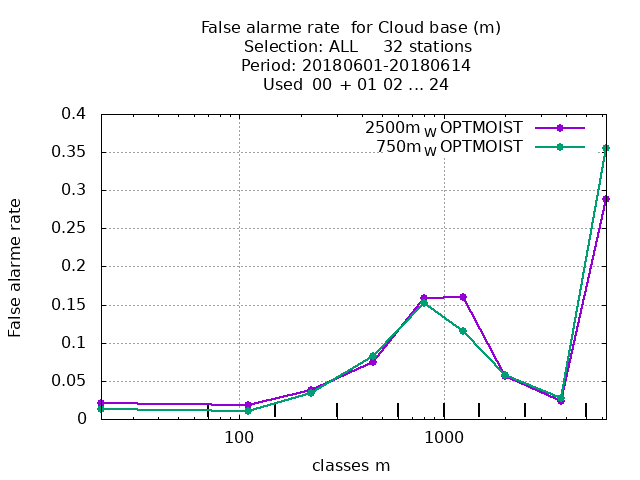 False alarme rate  for Cloud base (m)
Selection: ALL     32 stations
Period: 20180601-20180614
Used  00 + 01 02 ... 24
2500m W OPTMOIST
750m W OPTMOIST
0.4
0.35
0.3
0.25
0.2
0.15
0.1
0.05
0
False alarme rate
100 1000
classes m